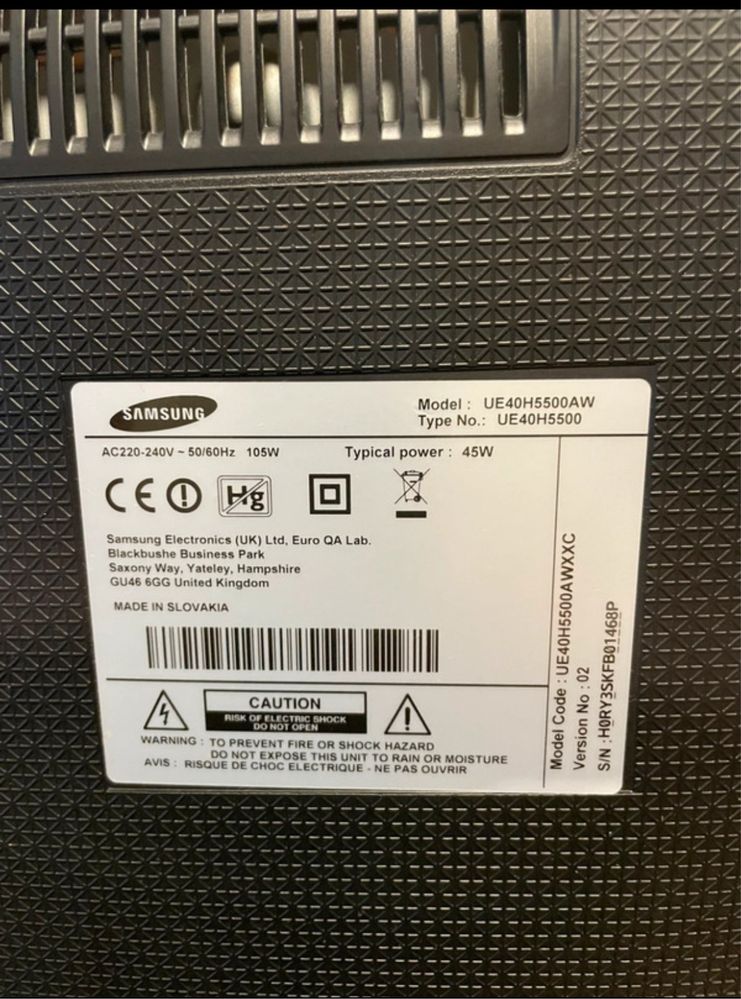 SAMSUNG
Model : UE40H5500AW
Type No.: UE40H5500
AC220-240V ~ 50/60Hz 105W
Typical power : 45W
CE
Hg
Samsung Electronics (UK) Ltd, Euro QA Lab.
Blackbushe Business Park
Saxony Way, Yateley, Hampshire
GU46 6GG United Kingdom
MADE IN SLOVAKIA
CAUTION
RISK OF ELECTRIC SHOCK
DO NOT OPEN
WARNING : TO PREVENT FIRE OR SHOCK HAZARD
DO NOT EXPOSE THIS UNIT TO RAIN OR MOISTURE
AVIS : RISQUE DE CHOC ELECTRIQUE - NE PAS OUVRIR
Model Code : UE40H5500AWXXC
Version No : 02
S/N : H0RY3SKFB01468P